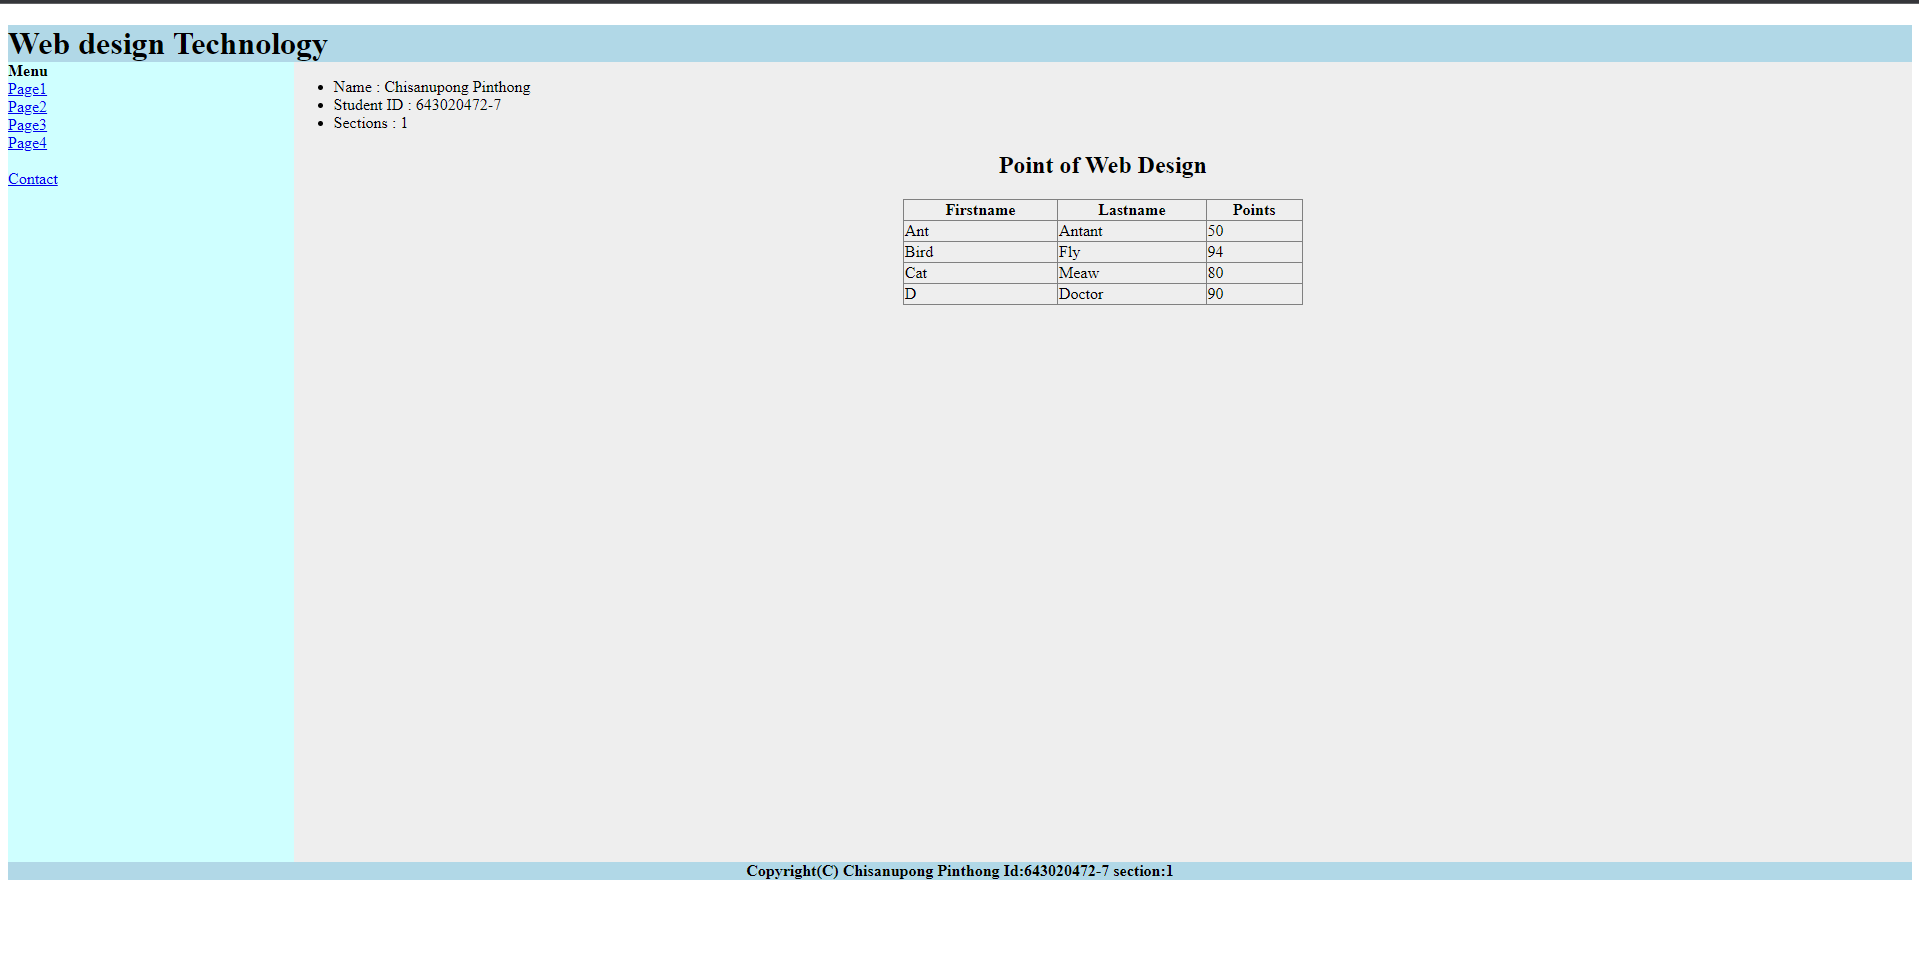 Web design Technology
Menu
Page1
Page2
Page3
Page4
Contact
Name : Chisanupong Pinthong
Student ID : 643020472-7
Sections : 1
Point of Web Design
Firstname Lastname Points
Ant Antant 50
Bird Fly 94
Cat Meaw 80
D Doctor 90
Copyright(C) Chisanupong Pinthong Id:643020472-7 section:1